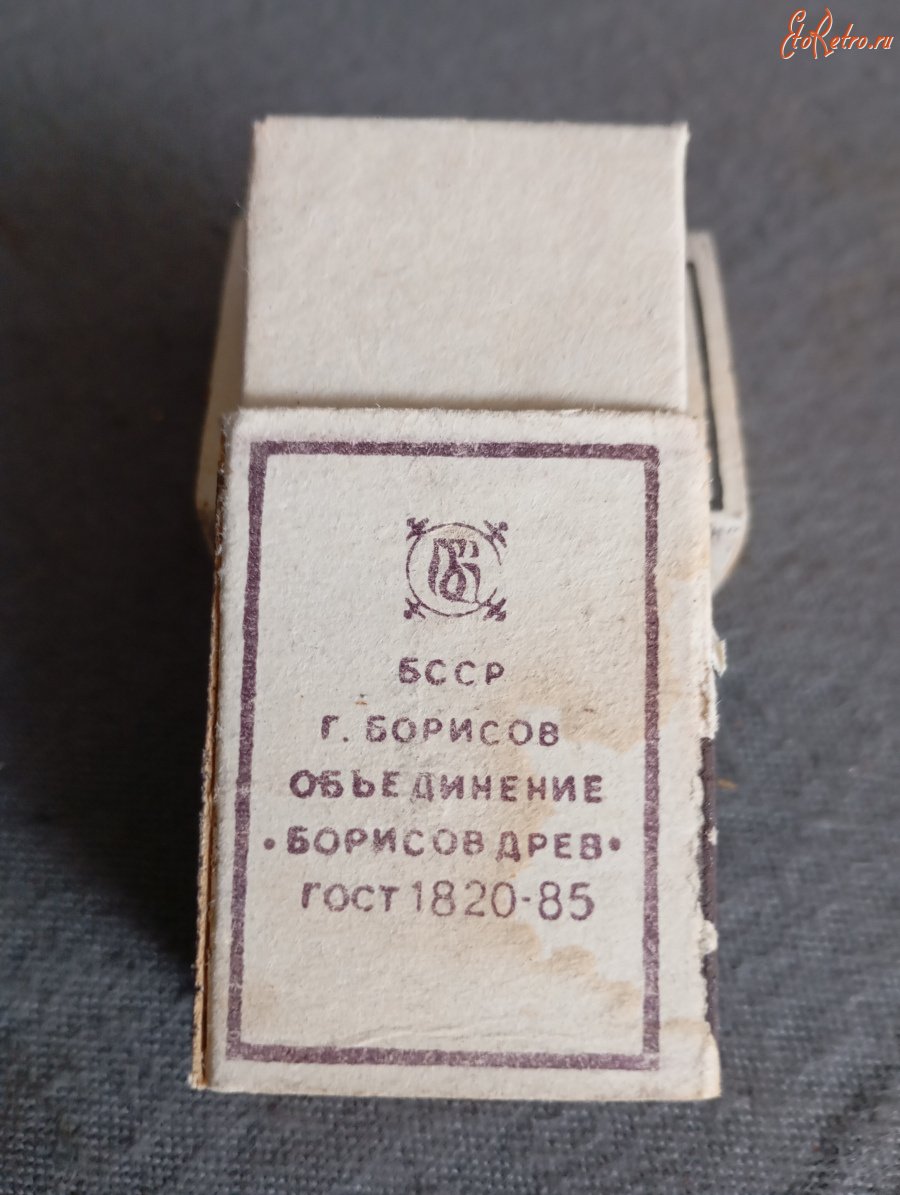 EtoRetro.ru
БССР
Г. БОРИСОВ
ОБЪЕДИНЕНИЕ
•БОРИСОВДРЕВ•
ГОСТ 1820-85